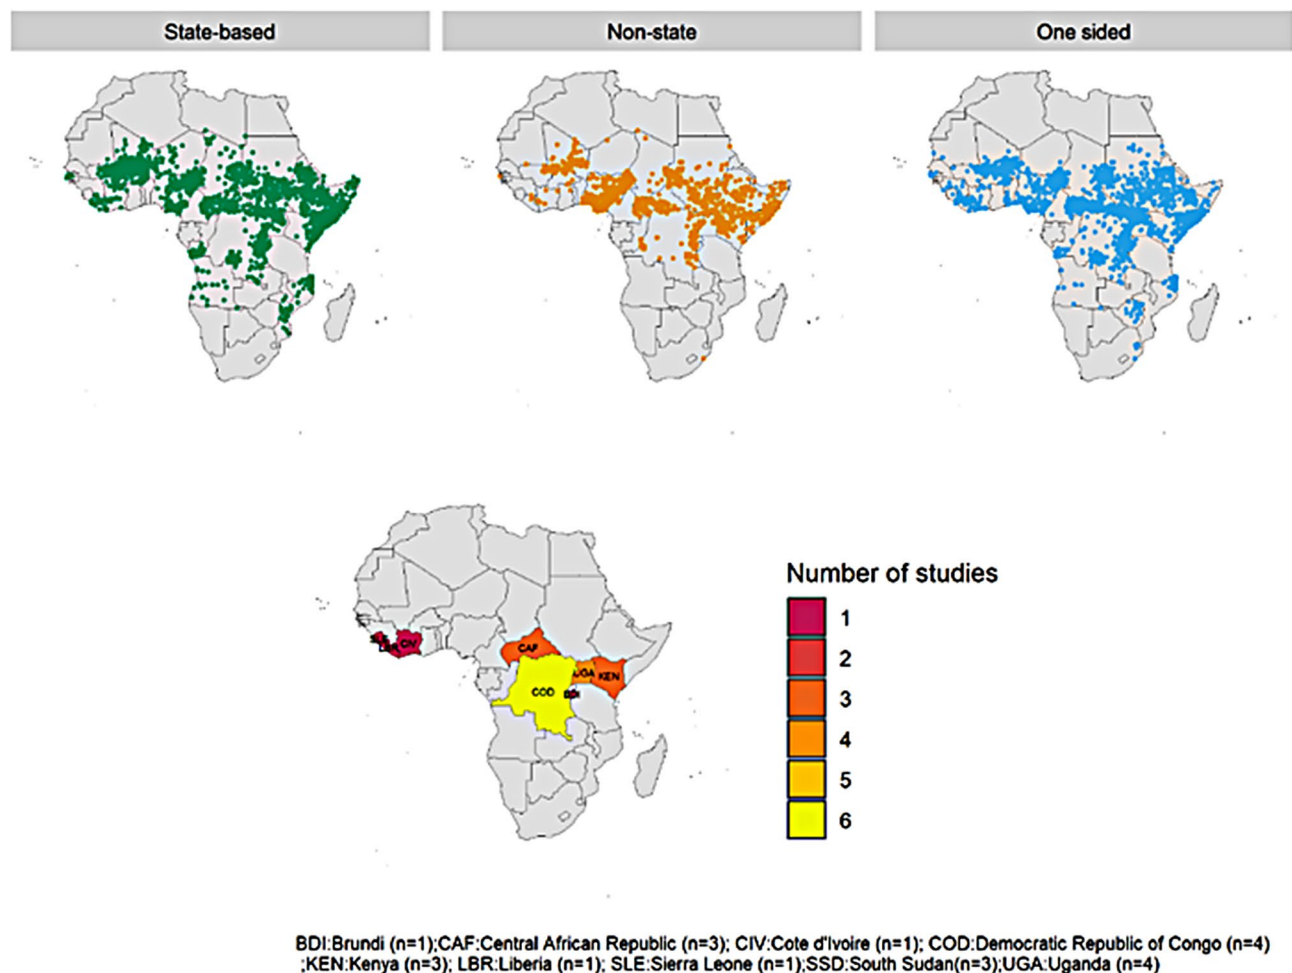 State-based
Non-state
One sided
Number of studies
1
2
3
4
5
6
SLE
LBR
CIV
CAF
COD
UGA
KEN
BDI
BDI:Brundi (n=1);CAF:Central African Republic (n=3); CIV:Cote d'Ivoire (n=1); COD:Democratic Republic of Congo (n=4)
;KEN:Kenya (n=3); LBR:Liberia (n=1); SLE:Sierra Leone (n=1);SSD:South Sudan(n=3);UGA:Uganda (n=4)